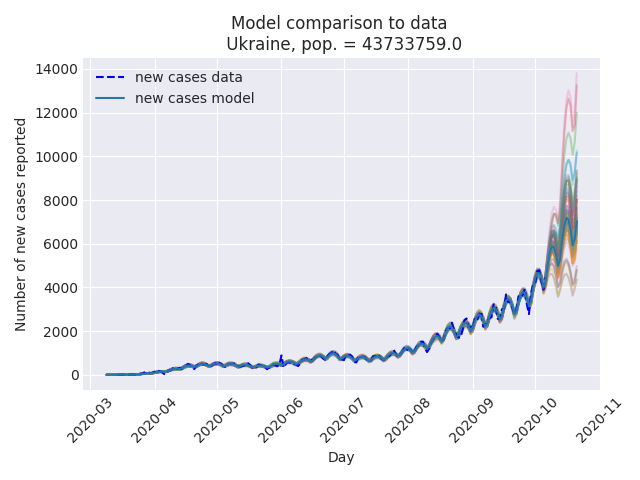 Model comparison to data
Ukraine, pop. = 43733759.0
new cases data
new cases model
Number of new cases reported
14000
12000
10000
8000
6000
4000
2000
0
2020-03
2020-04
2020-05
2020-06
2020-07
2020-08
2020-09
2020-10
2020-11
Day